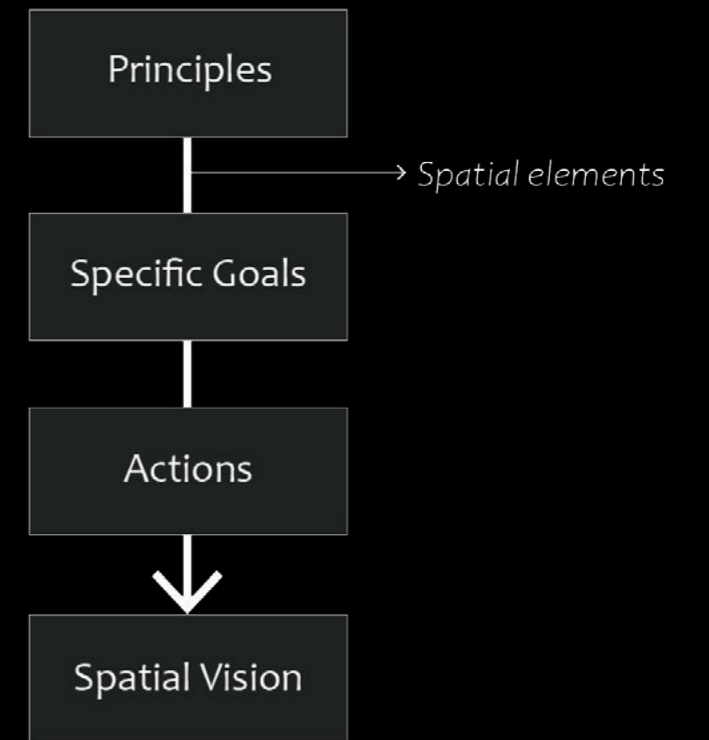 Principles
Spatial elements
Specific Goals
Actions
Spatial Vision